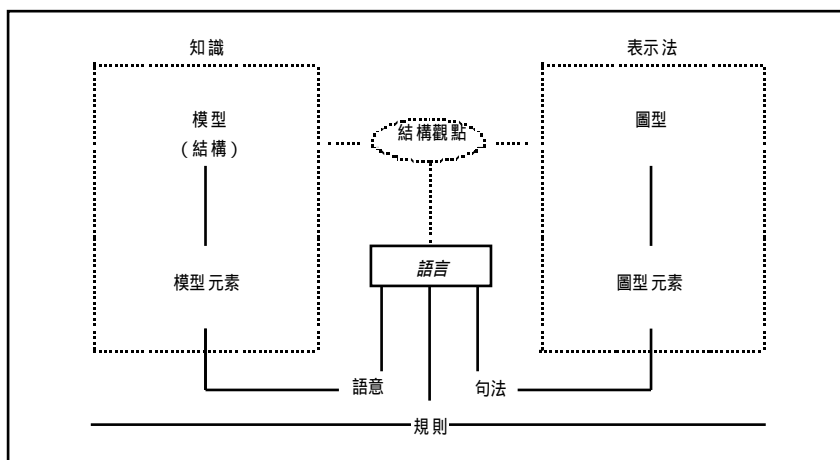 知識
表示法
模型
(結構)
結構觀點
圖型
語言
模型元素
圖型元素
語意
句法
規則